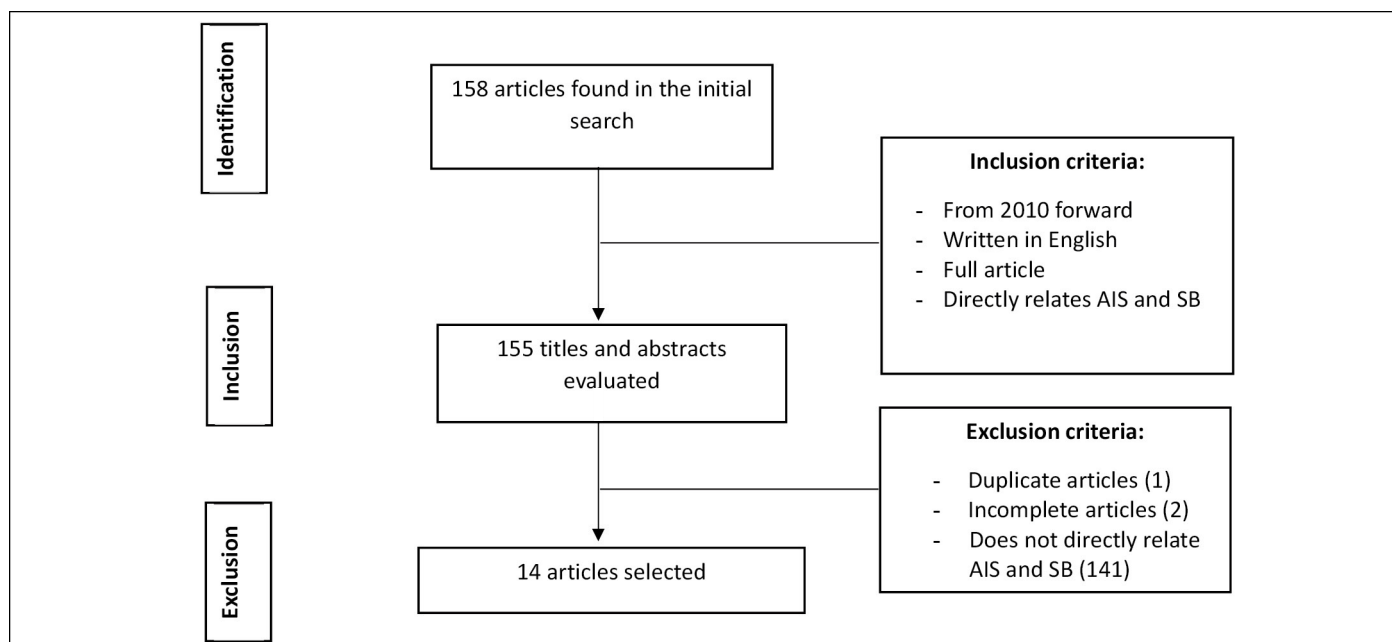 Identification
158 articles found in the initial
search
Inclusion criteria:
- From 2010 forward
- Written in English
- Full article
- Directly relates AIS and SB
Inclusion
155 titles and abstracts
evaluated
Exclusion criteria:
- Duplicate articles (1)
- Incomplete articles (2)
- Does not directly relate
AIS and SB (141)
Exclusion
14 articles selected